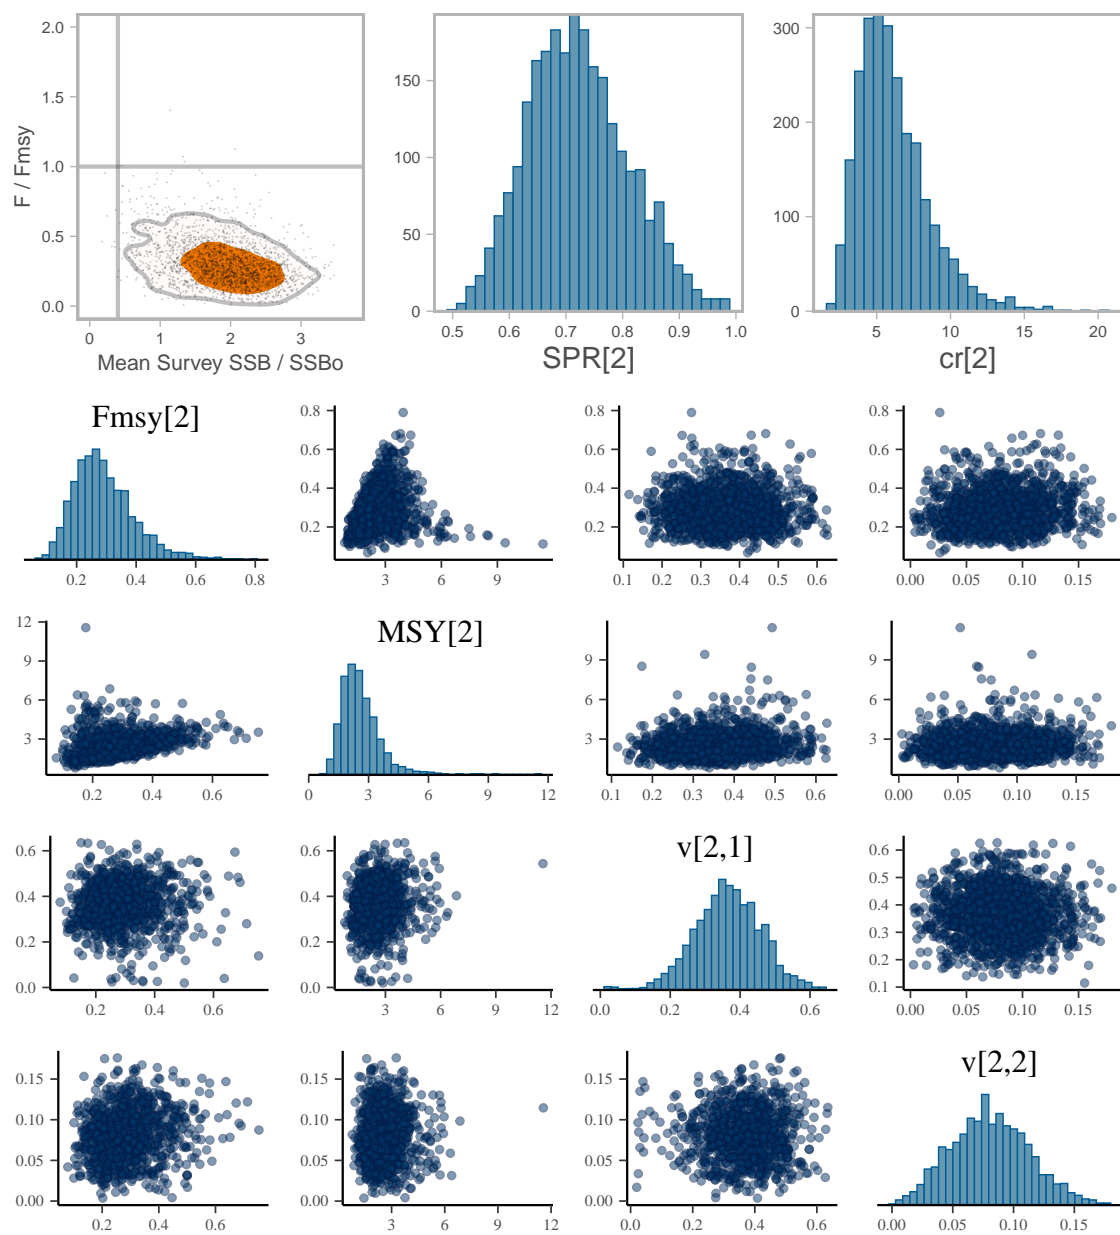 2.0
1.5
1.0
0.5
0.0
F / Fmsy
0 1 2 3
Mean Survey SSB / SSBo
150
100
50
0
0.5 0.6 0.7 0.8 0.9 1.0
SPR[2]
300
200
100
0
5 10 15 20
cr[2]
Fmsy[2]
0.2 0.4 0.6 0.8
0.8
0.6
0.4
0.2
3 6 9
0.8
0.6
0.4
0.2
0.1 0.2 0.3 0.4 0.5 0.6
0.8
0.6
0.4
0.2
0.00 0.05 0.10 0.15
12
9
6
3
0.2 0.4 0.6
MSY[2]
0 3 6 9 12
9
6
3
0.1 0.2 0.3 0.4 0.5 0.6
9
6
3
0.00 0.05 0.10 0.15
0.6
0.4
0.2
0.0
0.2 0.4 0.6
0.6
0.4
0.2
0.0
3 6 9 12
v[2,1]
0.0 0.2 0.4 0.6
0.6
0.5
0.4
0.3
0.2
0.1
0.00 0.05 0.10 0.15
0.15
0.10
0.05
0.00
0.2 0.4 0.6
0.15
0.10
0.05
0.00
3 6 9 12
0.15
0.10
0.05
0.00
0.0 0.2 0.4 0.6
v[2,2]
0.00 0.05 0.10 0.15